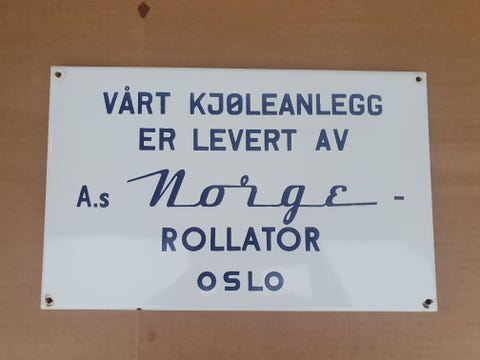 VÅRT KJØLEANLEGG
ER LEVERT AV
A.s Norge -
ROLLATOR
OSLO